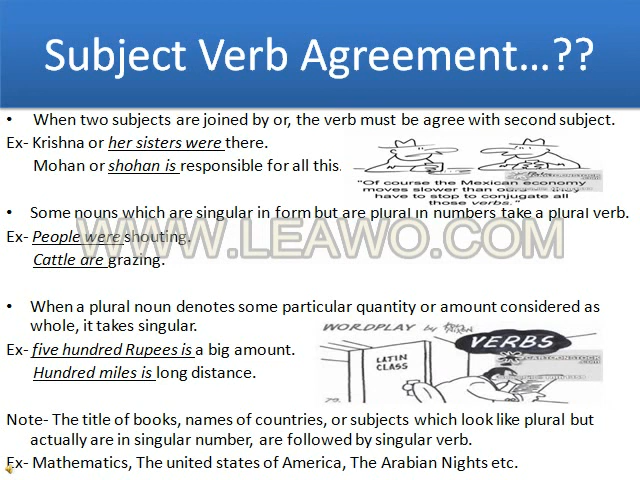 Subject Verb Agreement...??
• When two subjects are joined by or, the verb must be agree with second subject.
Ex- Krishna or her sisters were there.
Mohan or shohan is responsible for all this.
"Of course the Mexican economy
moves slower than ours
have to stop to conjugate all
those verbs."
• Some nouns which are singular in form but are plural in numbers take a plural verb.
WWW.LEAWO.COM
Ex- People were shouting.
Cattle are grazing.
• When a plural noun denotes some particular quantity or amount considered as
whole, it takes singular.
WORDPLAY by
VERBS
Ex- five hundred Rupees is a big amount.
LATIN
CLASS
Hundred miles is long distance.
Note- The title of books, names of countries, or subjects which look like plural but
actually are in singular number, are followed by singular verb.
Ex- Mathematics, The united states of America, The Arabian Nights etc.